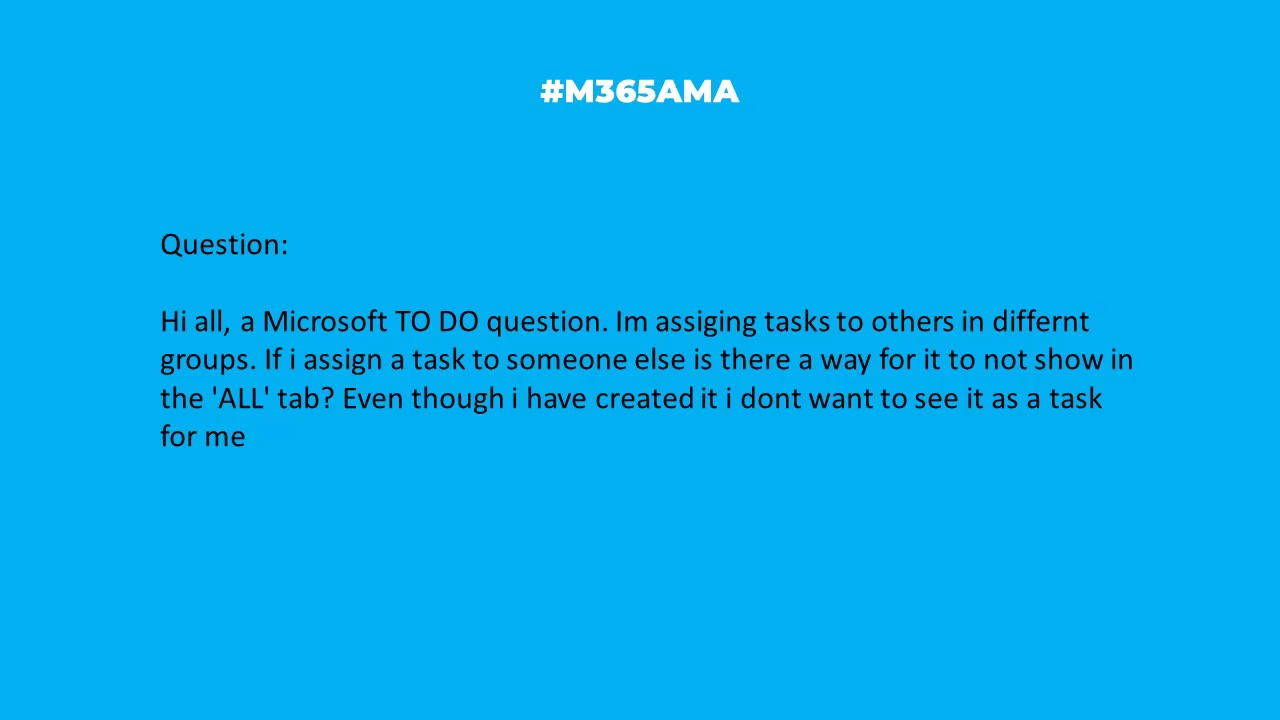 #M365AMA
Question:
Hi all, a Microsoft TO DO question. Im assiging tasks to others in differnt
groups. If i assign a task to someone else is there a way for it to not show in
the 'ALL' tab? Even though i have created it i dont want to see it as a task
for me